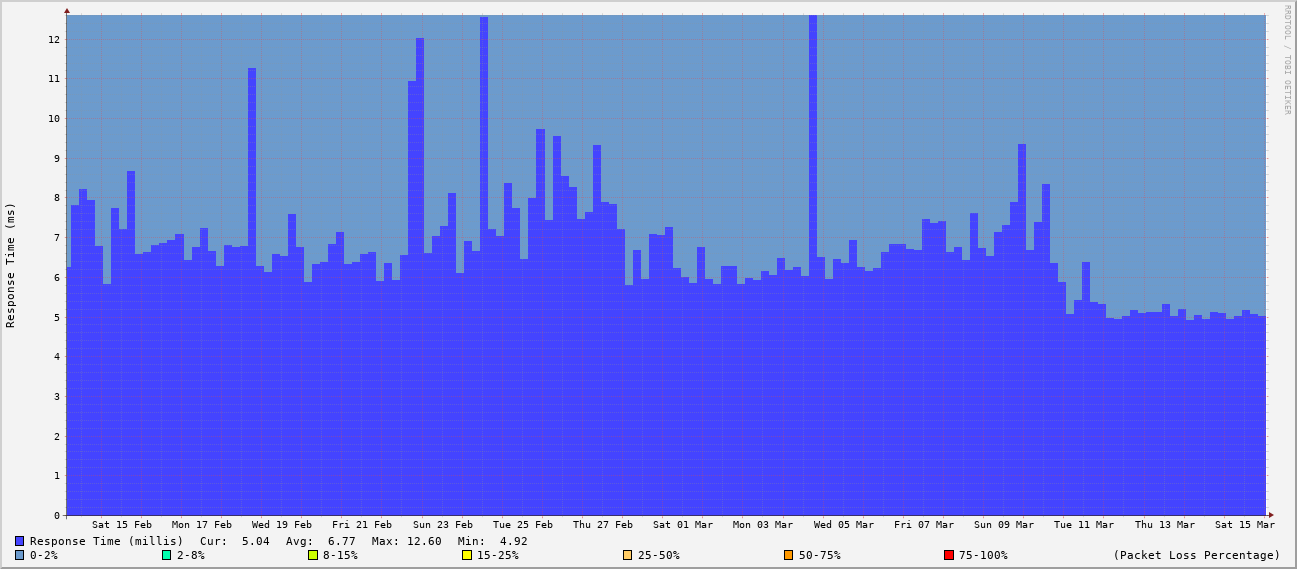 RRDTOOL / TOBI OETIKER
Response Time (ms)
12
11
10
9
8
7
6
5
4
3
2
1
0
Sat 15 Feb Mon 17 Feb Wed 19 Feb Fri 21 Feb Sun 23 Feb Tue 25 Feb Thu 27 Feb Sat 01 Mar Mon 03 Mar Wed 05 Mar Fri 07 Mar Sun 09 Mar Tue 11 Mar Thu 13 Mar Sat 15 Mar
Response Time (millis) Cur: 5.04 Avg: 6.77 Max: 12.60 Min: 4.92
0-2% 2-8% 8-15% 15-25% 25-50% 50-75% 75-100% (Packet Loss Percentage)